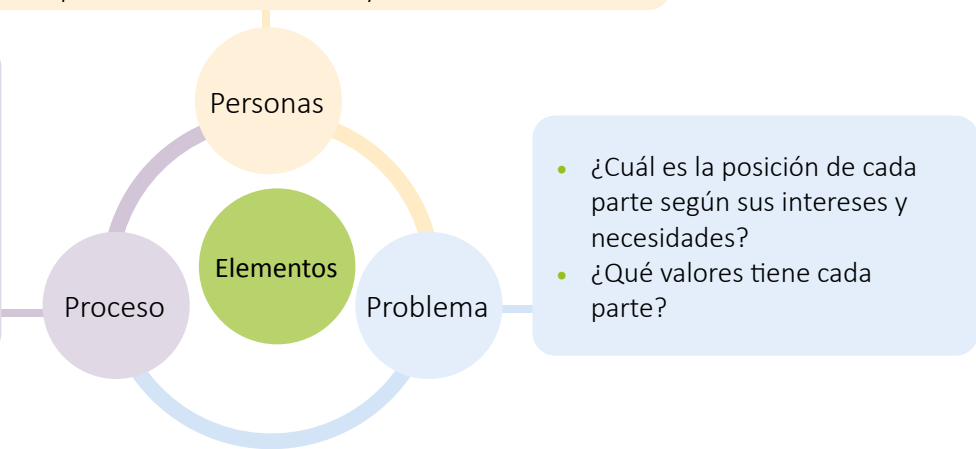 Personas
• ¿Cuál es la posición de cada
parte según sus intereses y
necesidades?
• ¿Qué valores tiene cada
parte?
Elementos
Proceso
Problema